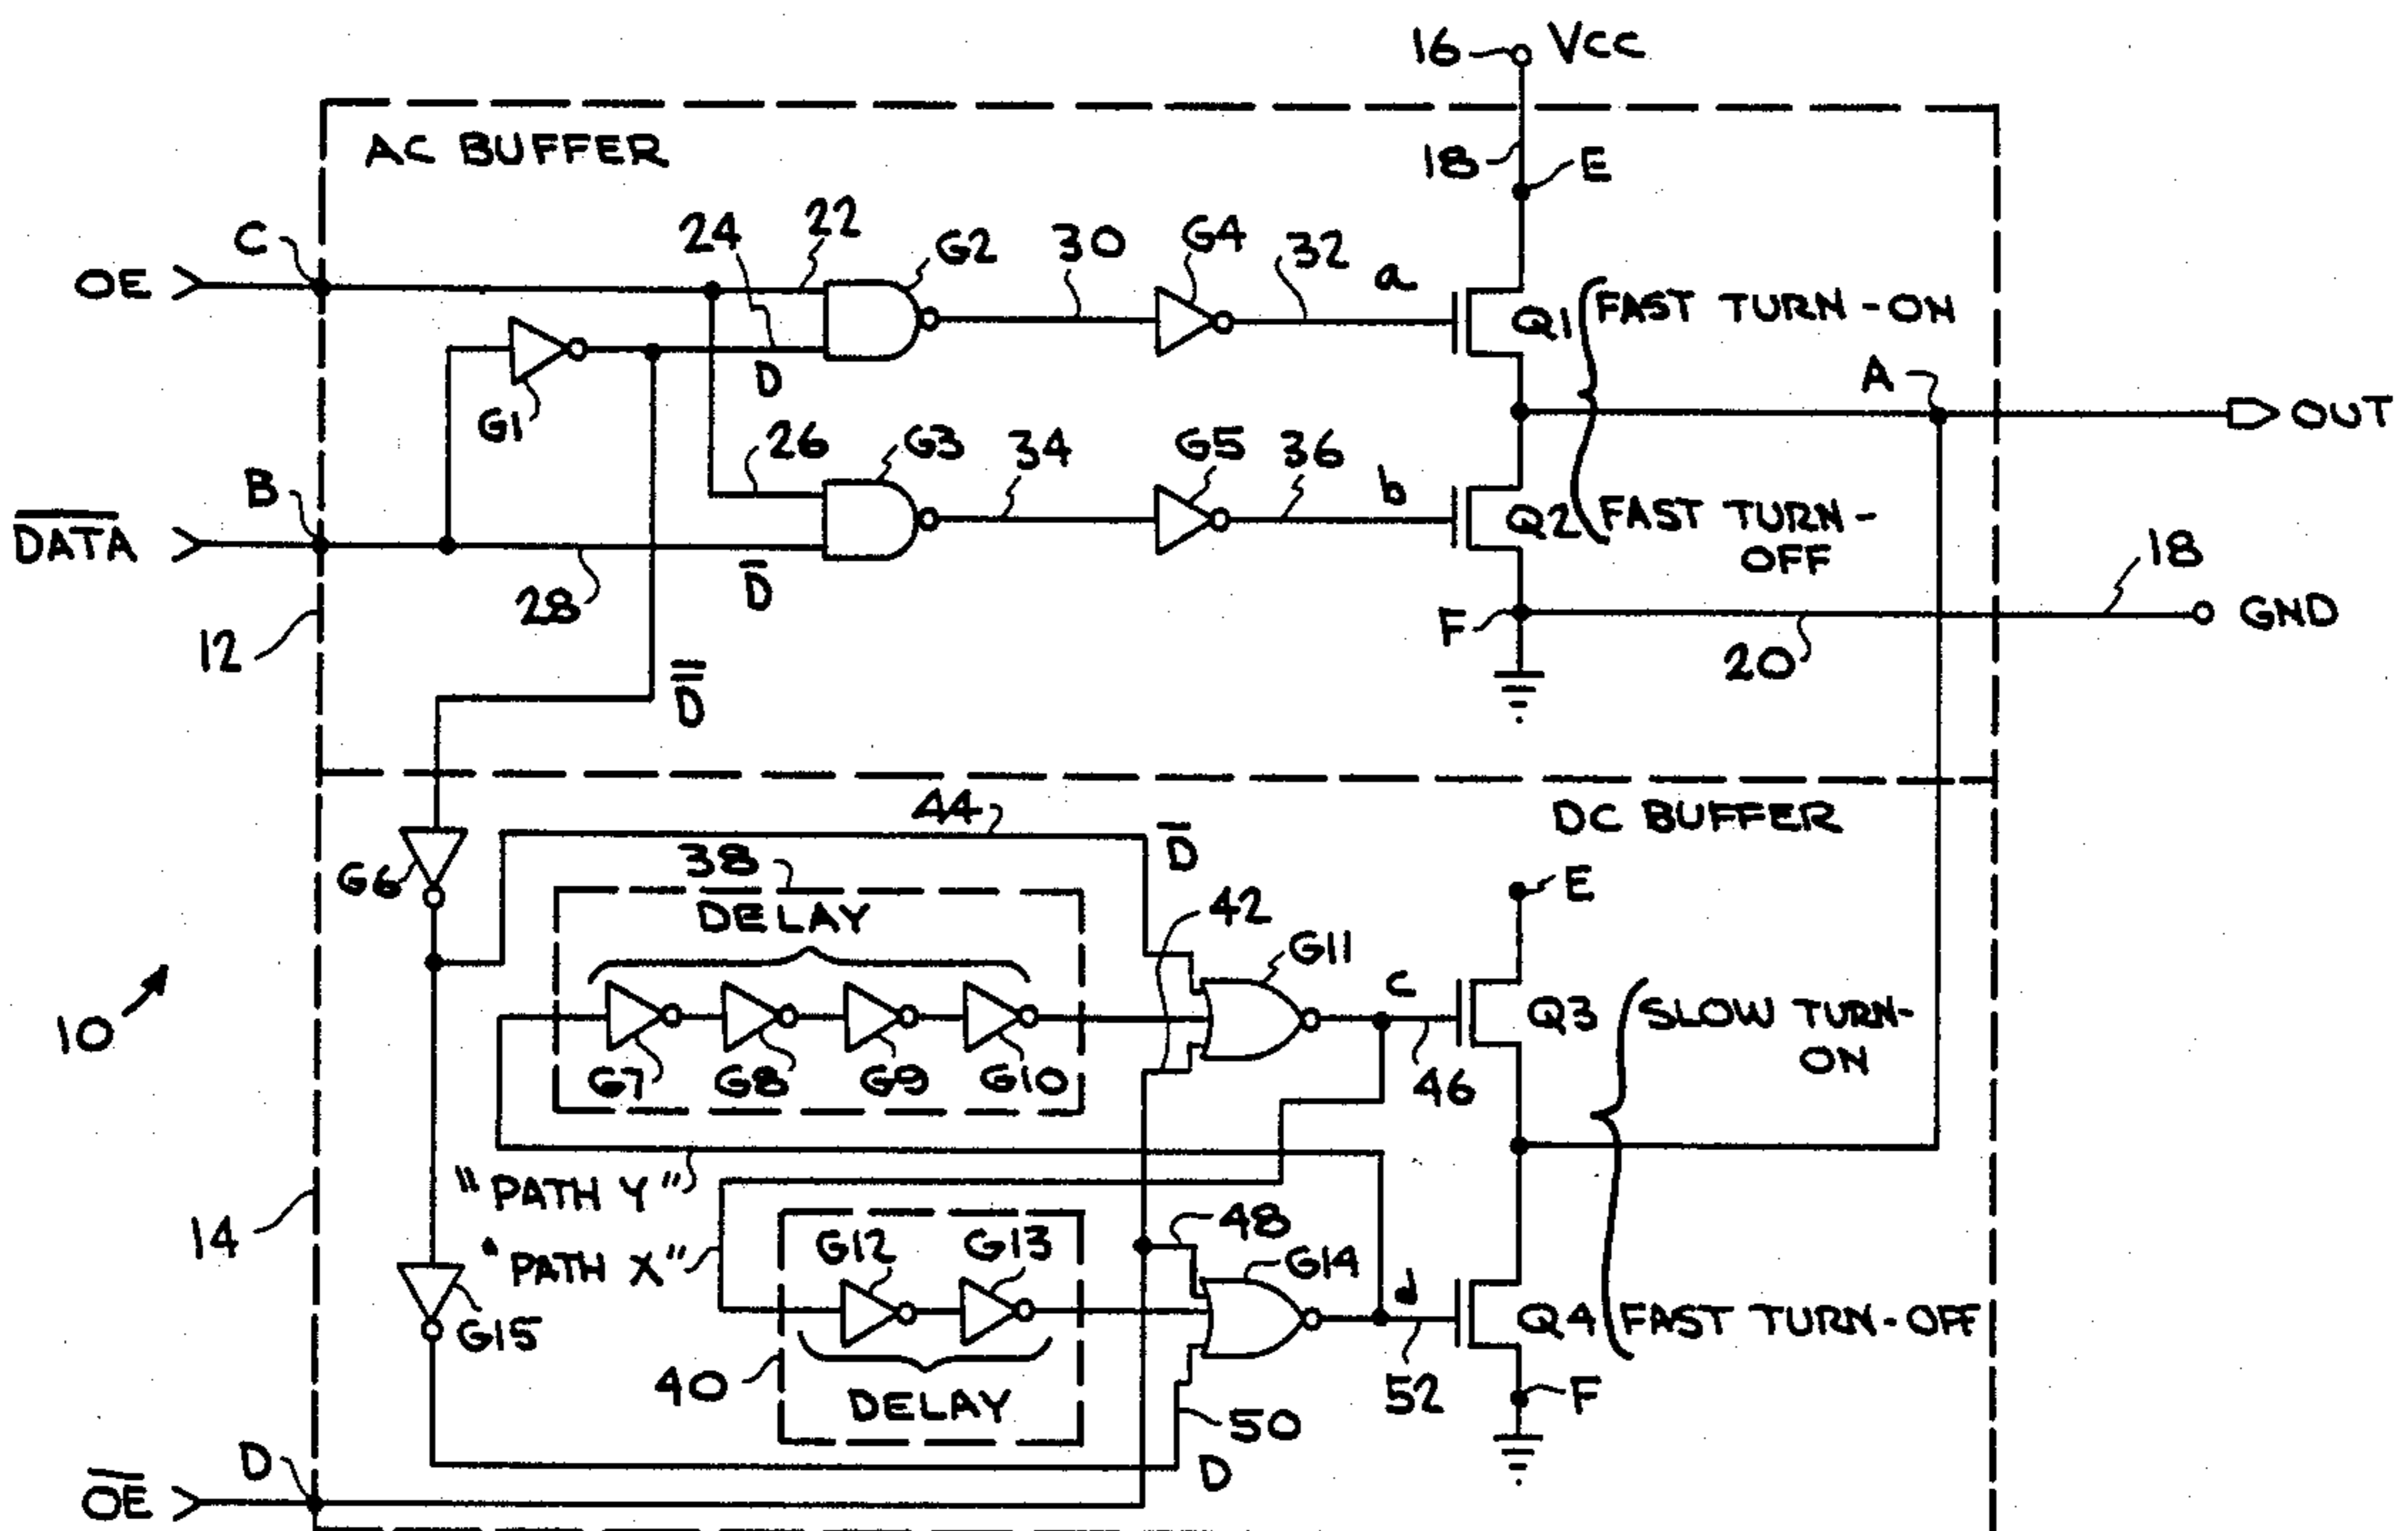 16 VCC
AC BUFFER
18 E
C 24 22 G2 30 G4 32 a
OE
Q1 FAST TURN-ON
D
A
G1
OUT
26 G3 34 G5 36 b
B
Q2 FAST TURN-
OFF
D̅A̅T̅A̅
D̅
28
18
F
GND
12
20
D̿
44
DC BUFFER
D̅
G6
38
E
DELAY
42
G11
10
C
Q3 SLOW TURN-
ON
G7 G8 G9 G10
46
"PATH Y"
48
14
"PATH X"
G12 G13
G14
d
G15
Q4 FAST TURN-OFF
40
52
F
DELAY
50
D
D
O̅E̅